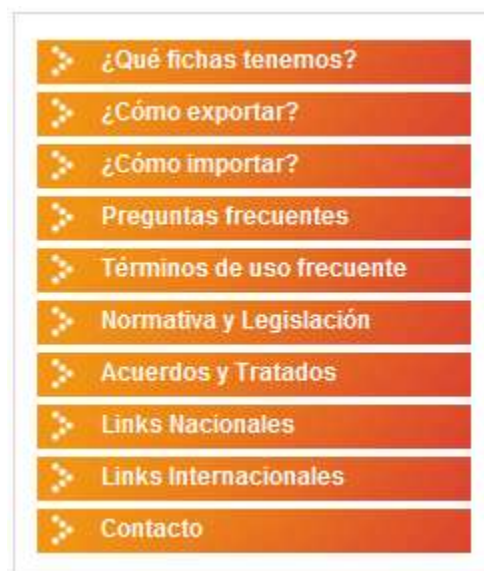 ¿Qué fichas tenemos?
¿Cómo exportar?
¿Cómo importar?
Preguntas frecuentes
Términos de uso frecuente
Normativa y Legislación
Acuerdos y Tratados
Links Nacionales
Links Internacionales
Contacto